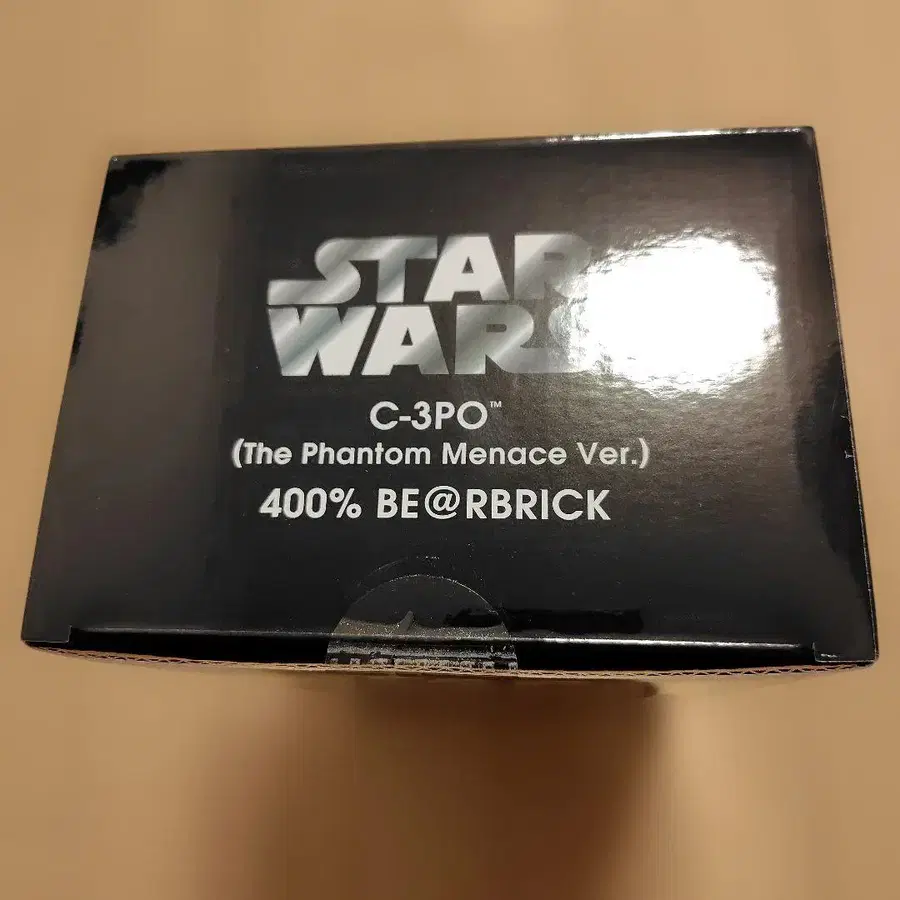 STAR
WARS
C-3PO™
(The Phantom Menace Ver.)
400% BE@RBRICK